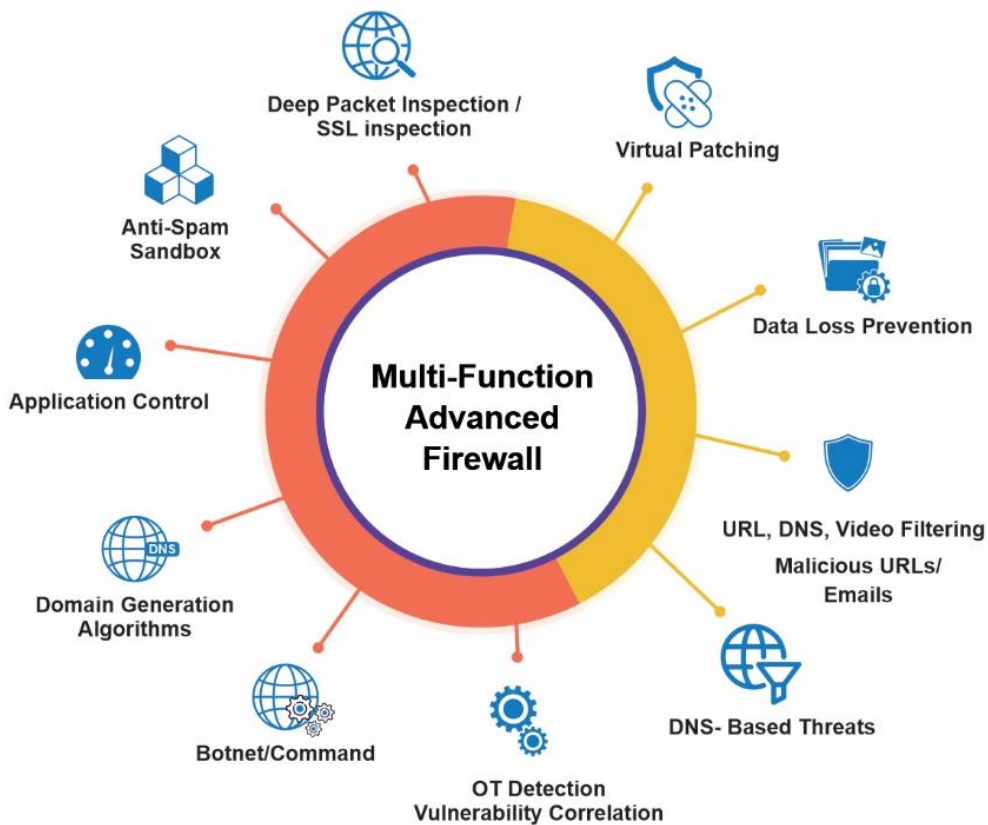 Deep Packet Inspection /
SSL inspection
Virtual Patching
Anti-Spam
Sandbox
Data Loss Prevention
Application Control
Multi-Function
Advanced
Firewall
URL, DNS, Video Filtering
Malicious URLs/
Emails
DNS
Domain Generation
Algorithms
DNS- Based Threats
Botnet/Command
OT Detection
Vulnerability Correlation